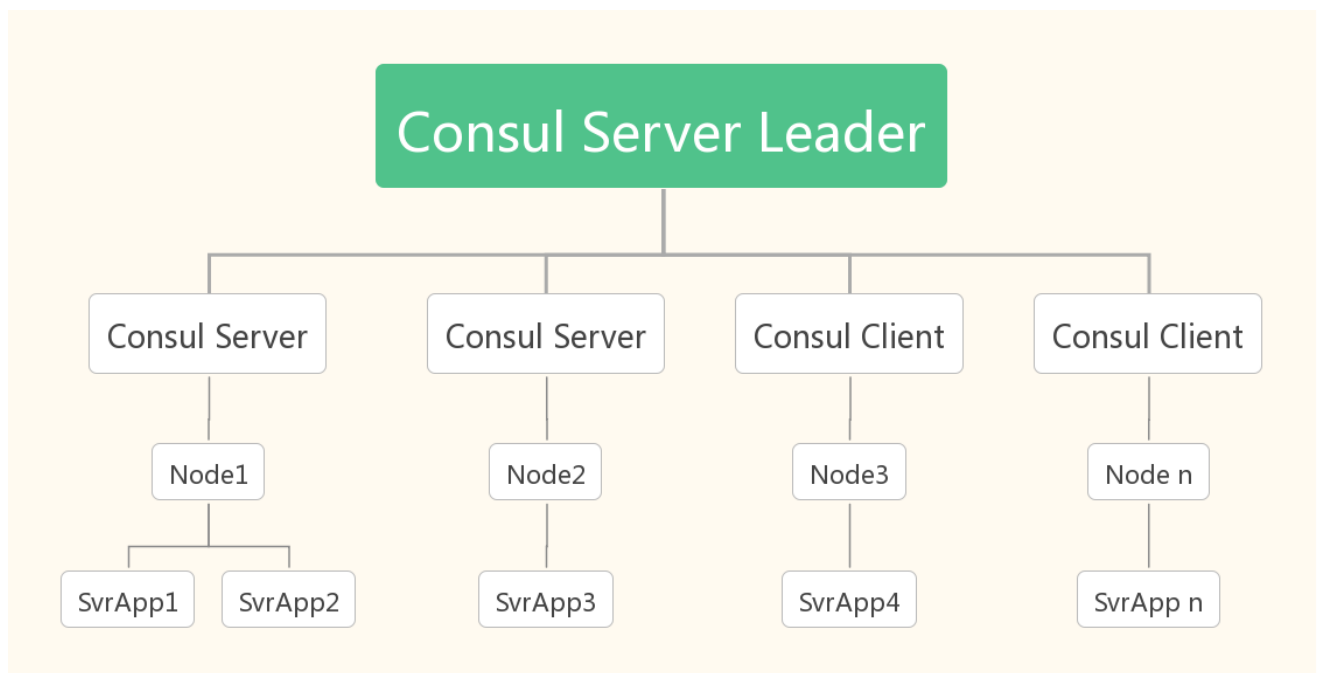 Consul Server Leader
Consul Server
Consul Server
Consul Client
Consul Client
Node1
Node2
Node3
Node n
SvrApp1
SvrApp2
SvrApp3
SvrApp4
SvrApp n